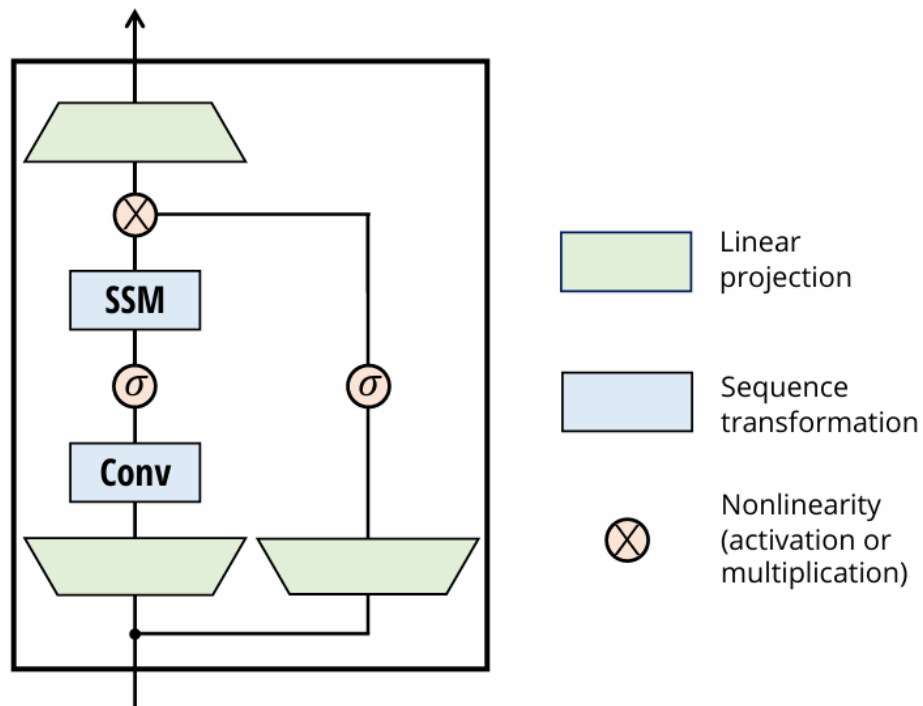 SSM
σ
σ
Conv
Linear
projection
Sequence
transformation
Nonlinearity
(activation or
multiplication)